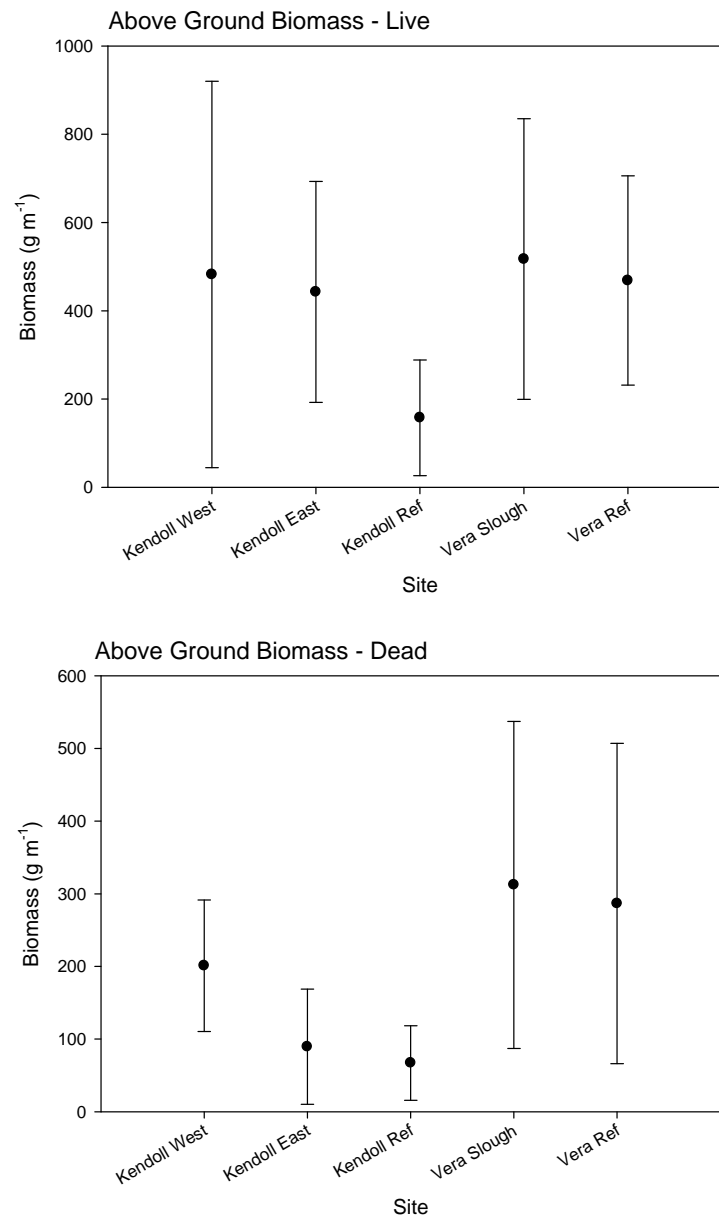 Above Ground Biomass - Live
1000
800
600
400
200
0
Biomass (g m⁻¹)
Kendoll West
Kendoll East
Kendoll Ref
Vera Slough
Vera Ref
Site
Above Ground Biomass - Dead
600
500
400
300
200
100
0
Biomass (g m⁻¹)
Kendoll West
Kendoll East
Kendoll Ref
Vera Slough
Vera Ref
Site